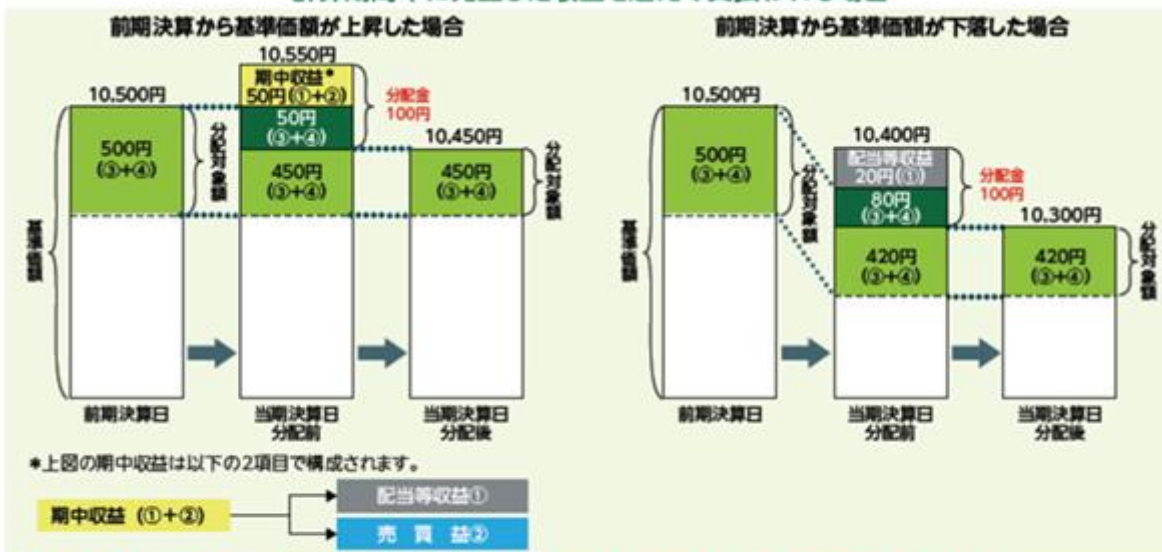 前期決算から基準価額が上昇した場合
10,500円
500円
(③+④)
分配対象額
基準価額
前期決算日
10,550円
期中収益*
50円(①+②)
50円
(③+④)
450円
(③+④)
分配金
100円
当期決算日
分配前
10,450円
450円
(③+④)
分配対象額
当期決算日
分配後
前期決算から基準価額が下落した場合
10,500円
500円
(③+④)
分配対象額
基準価額
前期決算日
10,400円
配当等収益
20円(①)
80円
(③+④)
420円
(③+④)
分配金
100円
当期決算日
分配前
10,300円
420円
(③+④)
分配対象額
当期決算日
分配後
*上図の期中収益は以下の2項目で構成されます。
期中収益 (①+②)
配当等収益①
売買益②